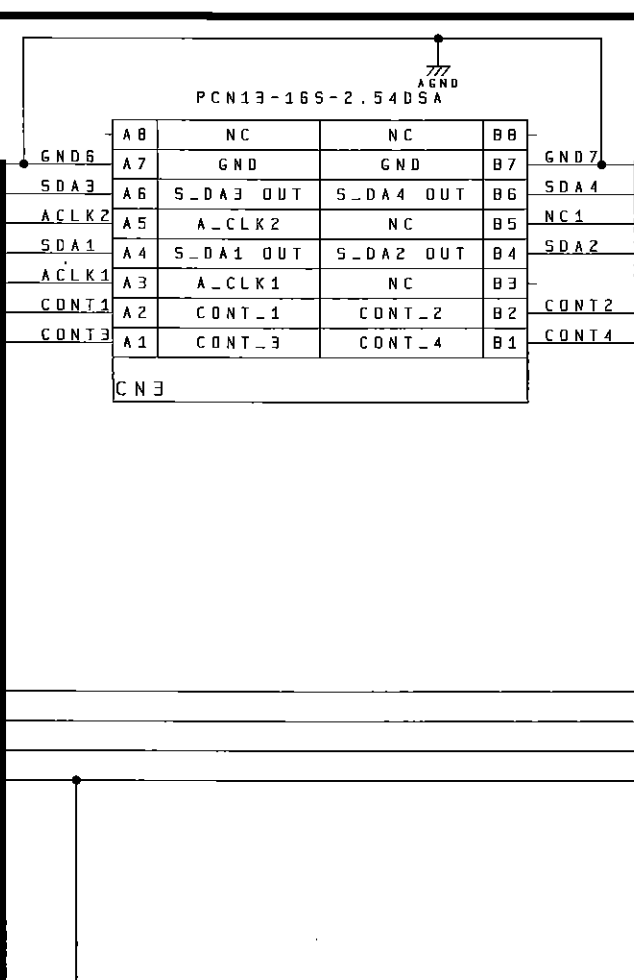 AGND
PCN13-16S-2.54DSA
A8 NC NC B8
GND6 A7 GND GND B7 GND7
SDA3 A6 S_DA3 OUT S_DA4 OUT B6 SDA4
ACLK2 A5 A_CLK2 NC B5 NC1
SDA1 A4 S_DA1 OUT S_DA2 OUT B4 SDA2
ACLK1 A3 A_CLK1 NC B3
CONT1 A2 CONT_1 CONT_2 B2 CONT2
CONT3 A1 CONT_3 CONT_4 B1 CONT4
CN3